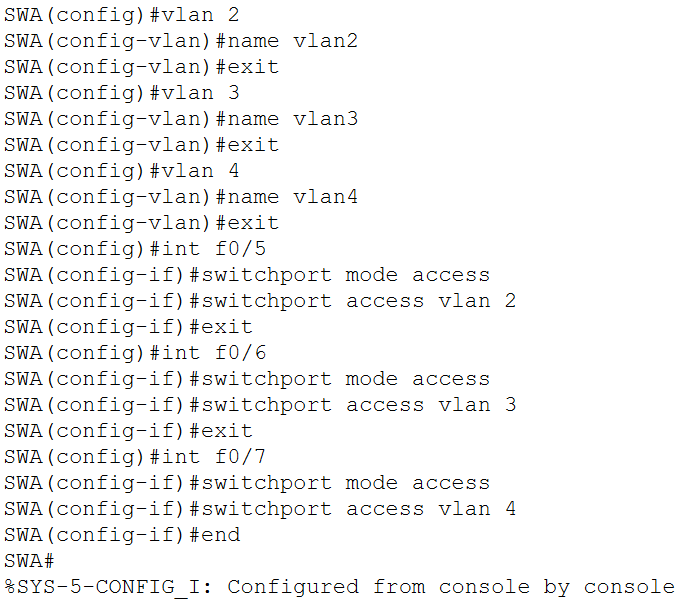 SWA(config)#vlan 2
SWA(config-vlan)#name vlan2
SWA(config-vlan)#exit
SWA(config)#vlan 3
SWA(config-vlan)#name vlan3
SWA(config-vlan)#exit
SWA(config)#vlan 4
SWA(config-vlan)#name vlan4
SWA(config-vlan)#exit
SWA(config)#int f0/5
SWA(config-if)#switchport mode access
SWA(config-if)#switchport access vlan 2
SWA(config-if)#exit
SWA(config)#int f0/6
SWA(config-if)#switchport mode access
SWA(config-if)#switchport access vlan 3
SWA(config-if)#exit
SWA(config)#int f0/7
SWA(config-if)#switchport mode access
SWA(config-if)#switchport access vlan 4
SWA(config-if)#end
SWA#
%SYS-5-CONFIG_I: Configured from console by console